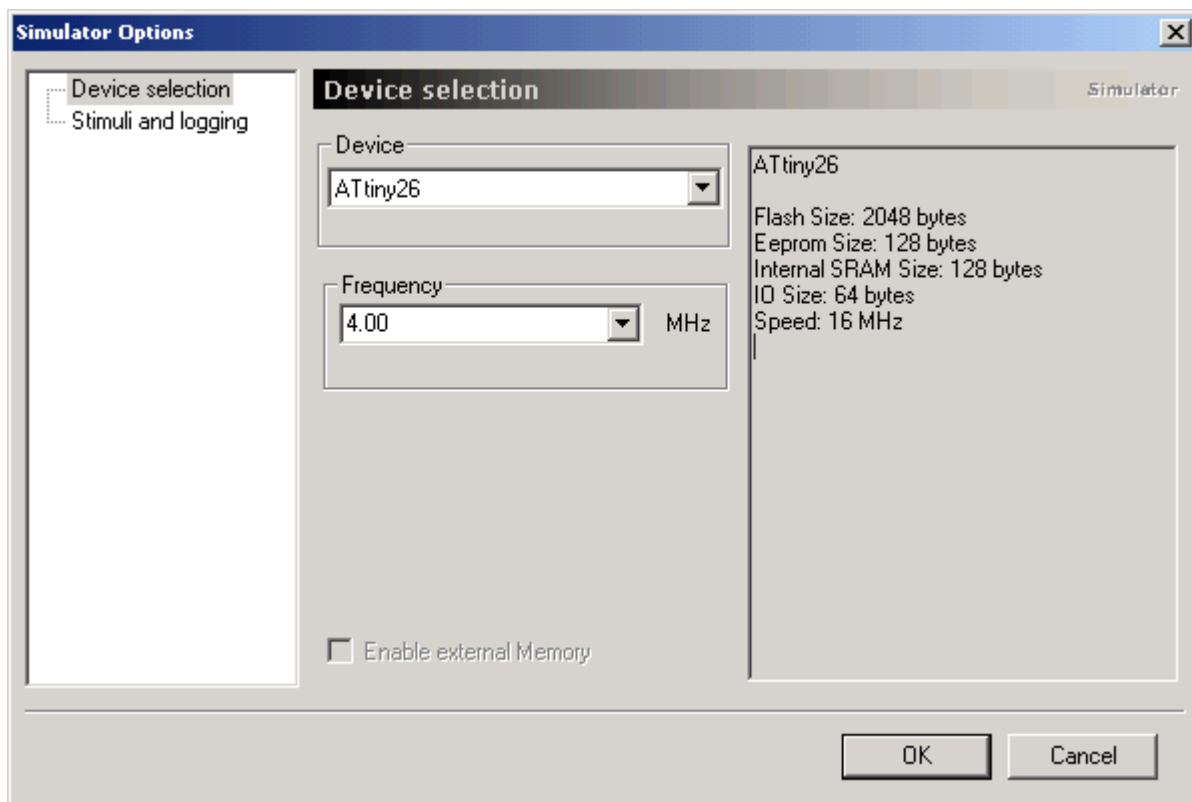 Simulator Options
Device selection
Stimuli and logging
Device selection
Simulator
Device
ATtiny26
Frequency
4.00
MHz
Enable external Memory
ATtiny26
Flash Size: 2048 bytes
Eeprom Size: 128 bytes
Internal SRAM Size: 128 bytes
IO Size: 64 bytes
Speed: 16 MHz
OK
Cancel